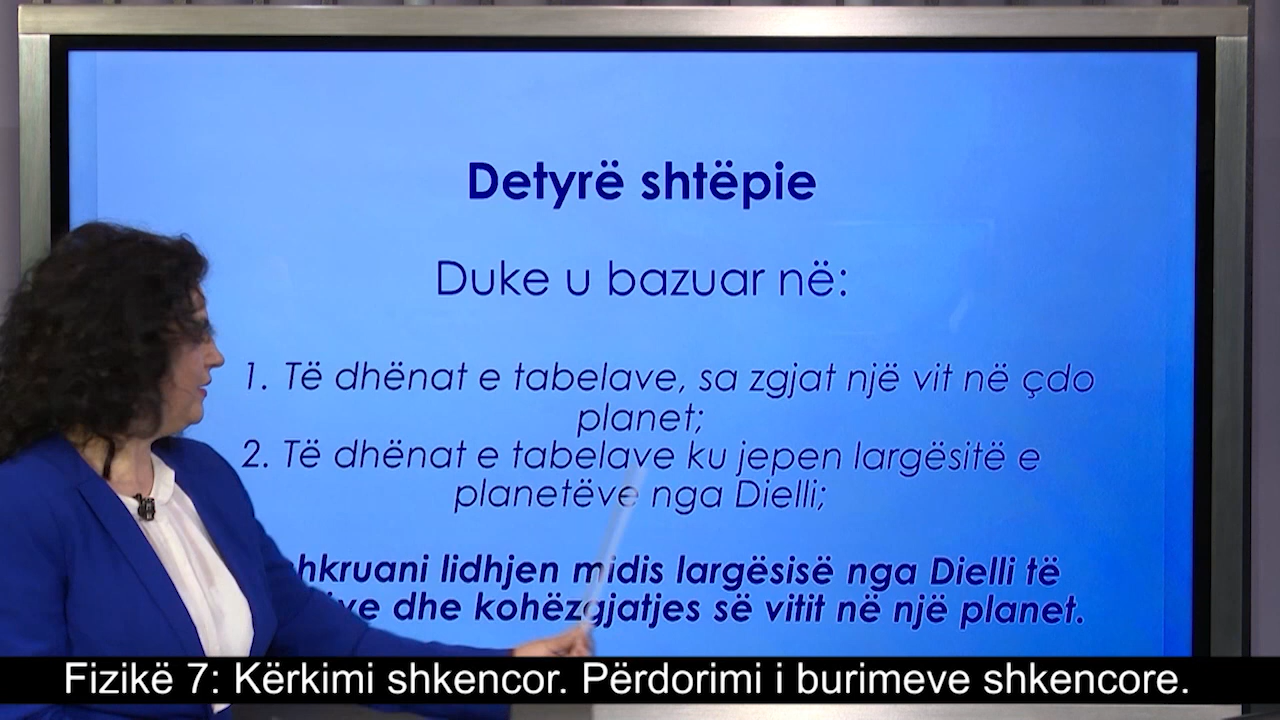 Detyrë shtëpie
Duke u bazuar në:
1. Të dhënat e tabelave, sa zgjat një vit në çdo
planet;
2. Të dhënat e tabelave ku jepen largësitë e
planetëve nga Dielli;
lidhjen midis largësisë nga Dielli të
dhe kohëzgjatjes së vitit në një planet.
Fizikë 7: Kërkimi shkencor. Përdorimi i burimeve shkencore.